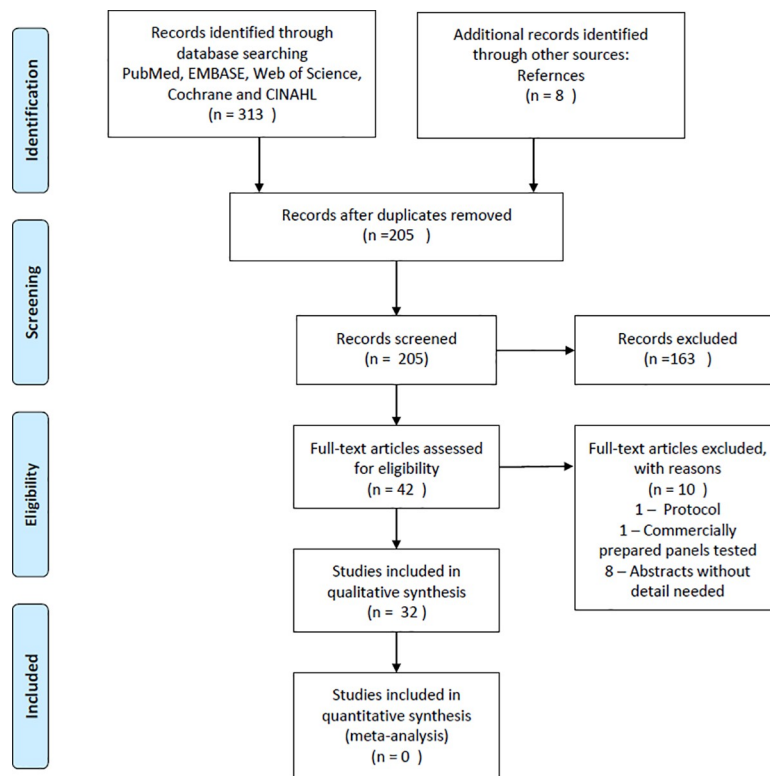 Identification
Records identified through
database searching
PubMed, EMBASE, Web of Science,
Cochrane and CINAHL
(n = 313 )
Additional records identified
through other sources:
Refernces
(n = 8 )
Records after duplicates removed
(n =205 )
Screening
Records screened
(n = 205)
Records excluded
(n =163 )
Eligibility
Full-text articles assessed
for eligibility
(n = 42 )
Full-text articles excluded,
with reasons
(n = 10 )
1 – Protocol
1 – Commercially
prepared panels tested
8 – Abstracts without
detail needed
Studies included in
qualitative synthesis
(n = 32 )
Included
Studies included in
quantitative synthesis
(meta-analysis)
(n = 0 )